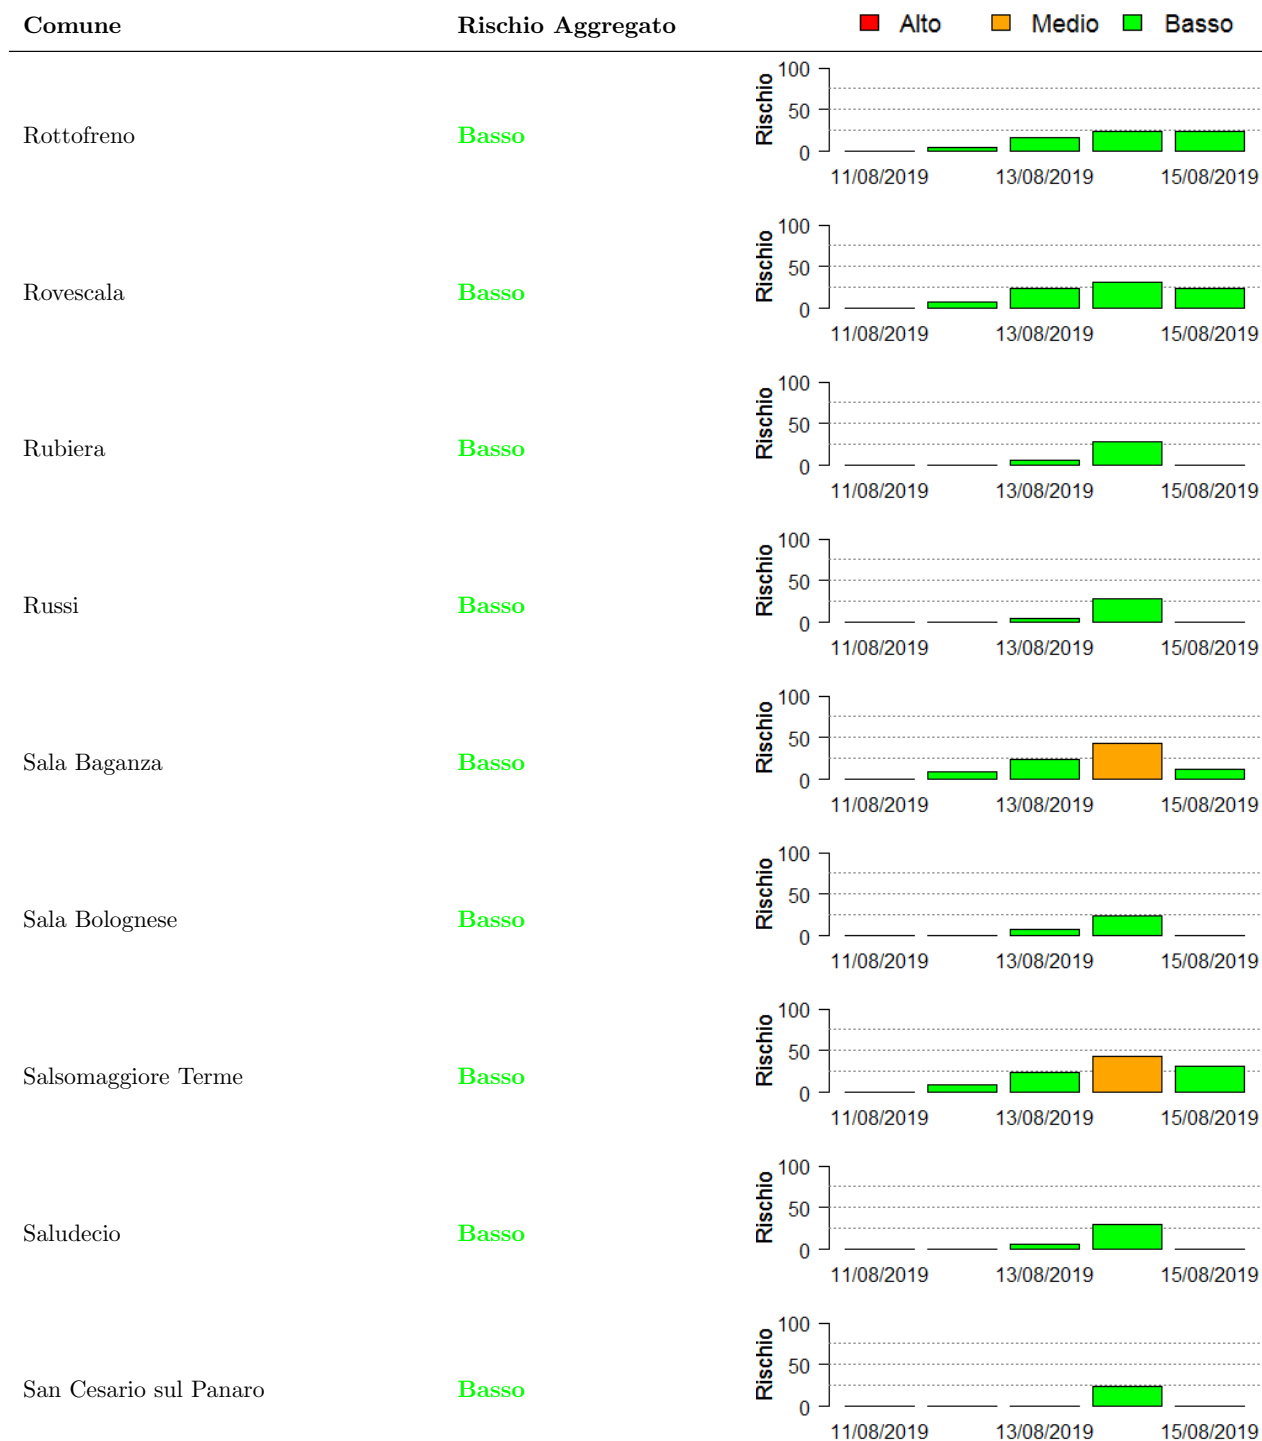 Comune Rischio Aggregato Alto Medio Basso
Rottofreno Basso
Rischio
100
50
0
11/08/2019 13/08/2019 15/08/2019
Rovescala Basso
Rischio
100
50
0
11/08/2019 13/08/2019 15/08/2019
Rubiera Basso
Rischio
100
50
0
11/08/2019 13/08/2019 15/08/2019
Russi Basso
Rischio
100
50
0
11/08/2019 13/08/2019 15/08/2019
Sala Baganza Basso
Rischio
100
50
0
11/08/2019 13/08/2019 15/08/2019
Sala Bolognese Basso
Rischio
100
50
0
11/08/2019 13/08/2019 15/08/2019
Salsomaggiore Terme Basso
Rischio
100
50
0
11/08/2019 13/08/2019 15/08/2019
Saludecio Basso
Rischio
100
50
0
11/08/2019 13/08/2019 15/08/2019
San Cesario sul Panaro Basso
Rischio
100
50
0
11/08/2019 13/08/2019 15/08/2019